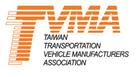 TVMA
TAIWAN
TRANSPORTATION
VEHICLE MANUFACTURERS
ASSOCIATION